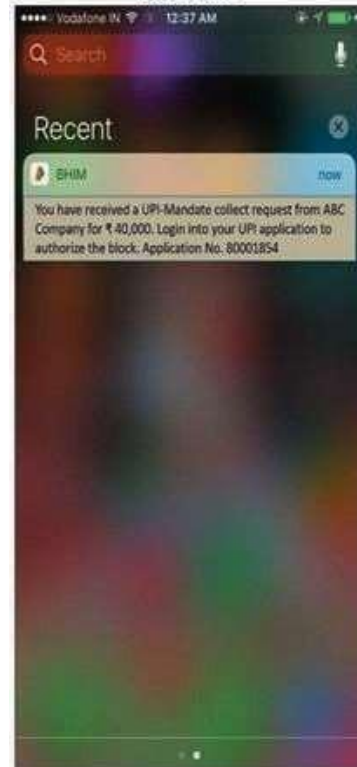 Vodafone IN 12:37 AM
Search
Recent
BHIM now
You have received a UPI-Mandate collect request from ABC
Company for ₹ 40,000. Login into your UPI application to
authorize the block. Application No. 80001854